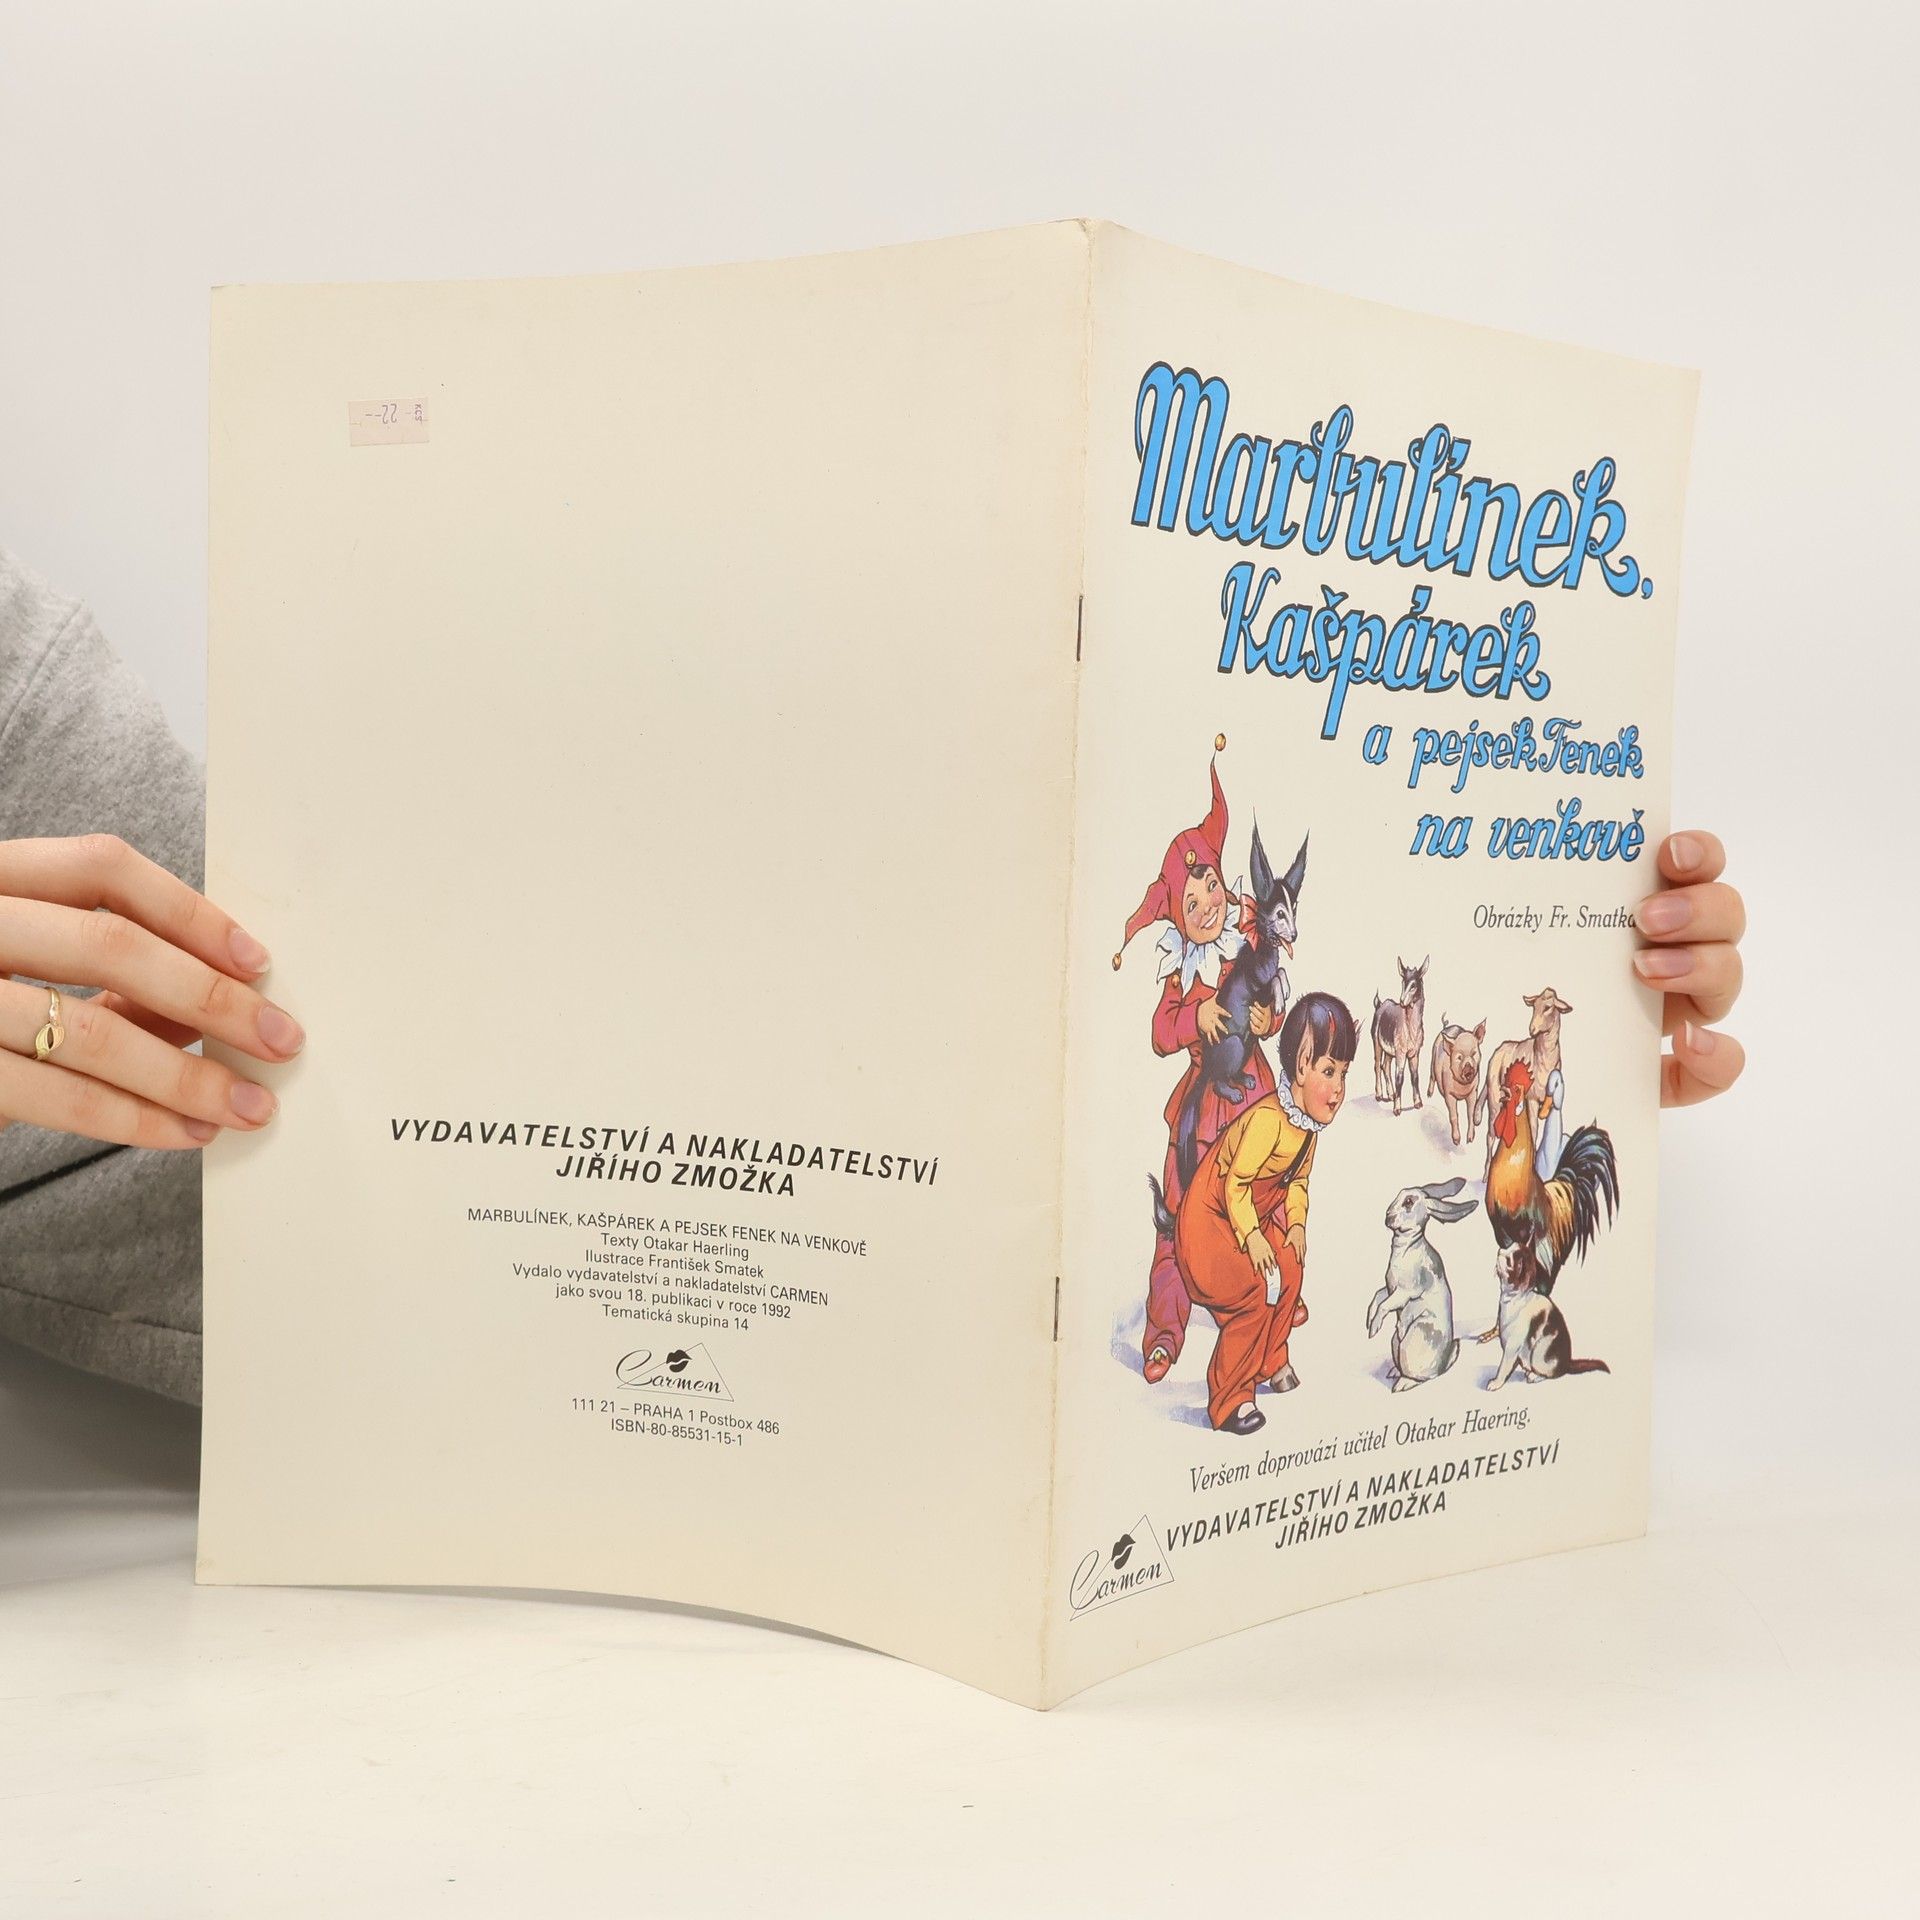 KCS -22--
VYDAVATELSTVÍ A NAKLADATELSTVÍ
JIŘÍHO ZMOŽKA
MARBULÍNEK, KAŠPÁREK A PEJSEK FENEK NA VENKOVĚ
Texty Otakar Haerling
Ilustrace František Smatek
Vydalo vydavatelství a nakladatelství CARMEN
jako svou 18. publikaci v roce 1992
Tematická skupina 14
Carmen
111 21 – PRAHA 1 Postbox 486
ISBN-80-85531-15-1
Marbulínek,
Kašpárek
a pejsek Fenek
na venkově
Obrázky Fr. Smatka
Veršem doprovází učitel Otakar Haering.
VYDAVATELSTVÍ A NAKLADATELSTVÍ
JIŘÍHO ZMOŽKA
Carmen